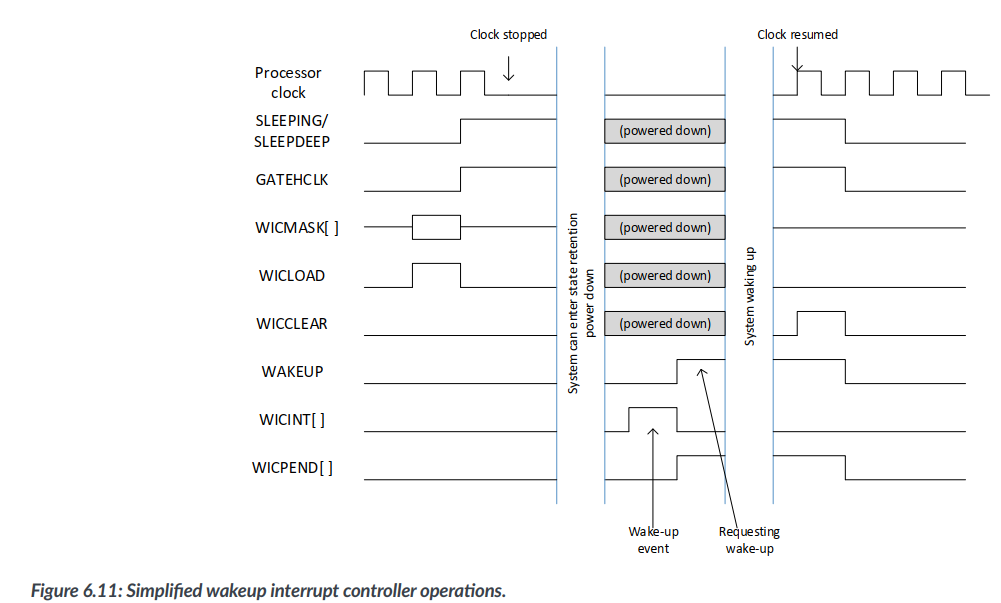 Clock stopped
Clock resumed
Processor
clock
SLEEPING/
SLEEPDEEP
(powered down)
GATEHCLK
(powered down)
WICMASK[ ]
(powered down)
WICLOAD
(powered down)
WICCLEAR
(powered down)
WAKEUP
WICINT[ ]
WICPEND[ ]
System can enter state retention
power down
System waking up
Wake-up
event
Requesting
wake-up
Figure 6.11: Simplified wakeup interrupt controller operations.